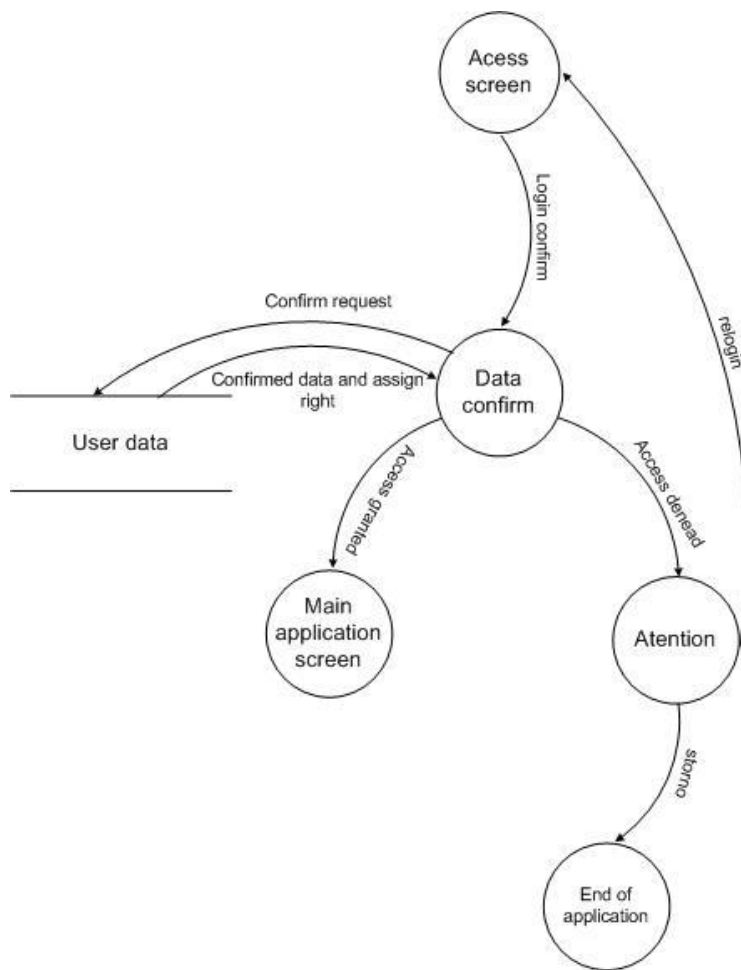 Acess
screen
Login confirm
relogin
Confirm request
Confirmed data and assign
right
Data
confirm
User data
Access granted
Access denead
Main
application
screen
Atention
storno
End of
application